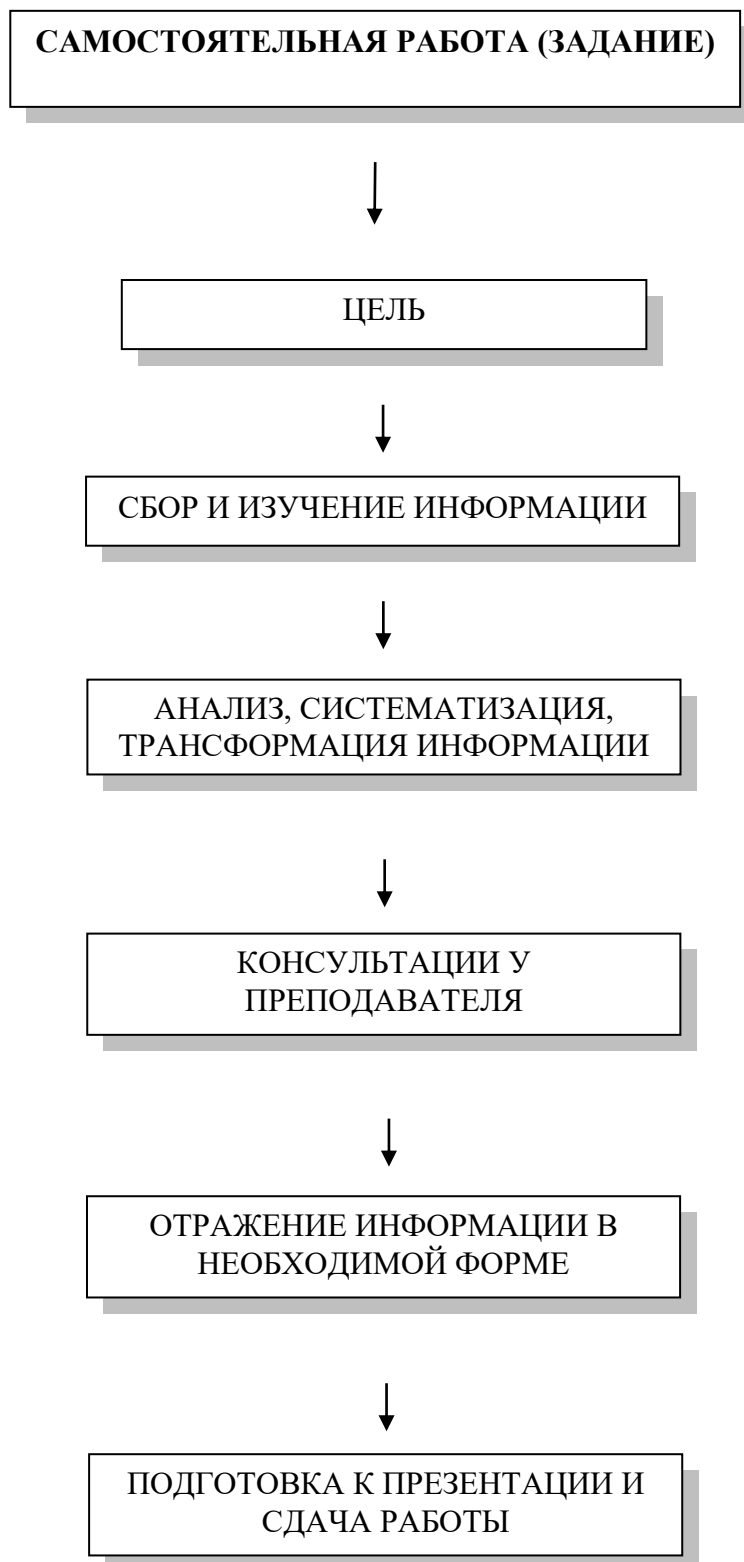 САМОСТОЯТЕЛЬНАЯ РАБОТА (ЗАДАНИЕ)
ЦЕЛЬ
СБОР И ИЗУЧЕНИЕ ИНФОРМАЦИИ
АНАЛИЗ, СИСТЕМАТИЗАЦИЯ,
ТРАНСФОРМАЦИЯ ИНФОРМАЦИИ
КОНСУЛЬТАЦИИ У
ПРЕПОДАВАТЕЛЯ
ОТРАЖЕНИЕ ИНФОРМАЦИИ В
НЕОБХОДИМОЙ ФОРМЕ
ПОДГОТОВКА К ПРЕЗЕНТАЦИИ И
СДАЧА РАБОТЫ